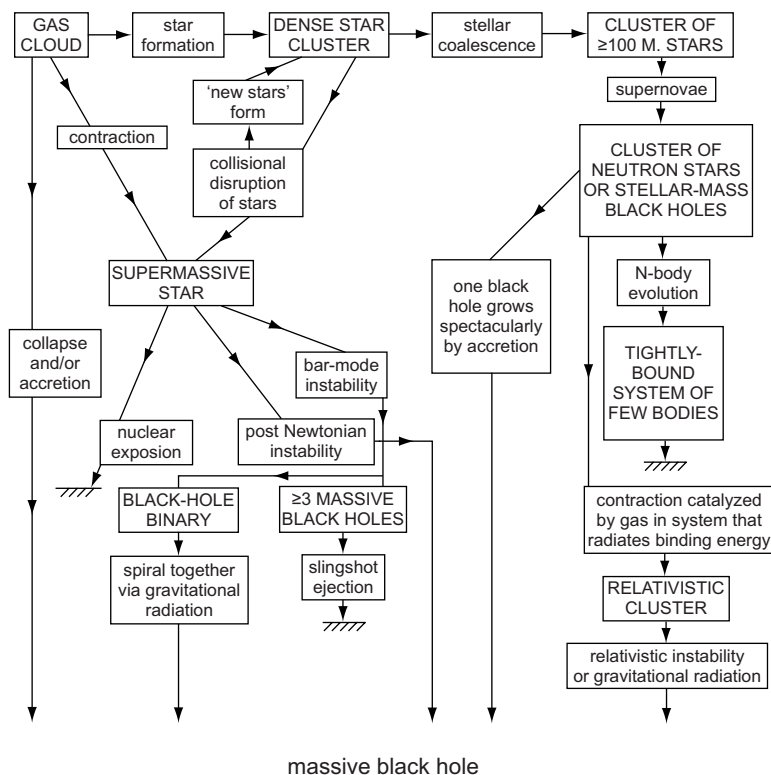 GAS
CLOUD
star
formation
DENSE STAR
CLUSTER
stellar
coalescence
CLUSTER OF
≥100 M. STARS
'new stars'
form
supernovae
contraction
collisional
disruption
of stars
CLUSTER OF
NEUTRON STARS
OR STELLAR-MASS
BLACK HOLES
SUPERMASSIVE
STAR
one black
hole grows
spectacularly
by accretion
N-body
evolution
collapse
and/or
accretion
bar-mode
instability
TIGHTLY-
BOUND
SYSTEM OF
FEW BODIES
nuclear
exposion
post Newtonian
instability
BLACK-HOLE
BINARY
≥3 MASSIVE
BLACK HOLES
contraction catalyzed
by gas in system that
radiates binding energy
spiral together
via gravitational
radiation
slingshot
ejection
RELATIVISTIC
CLUSTER
relativistic instability
or gravitational radiation
massive black hole